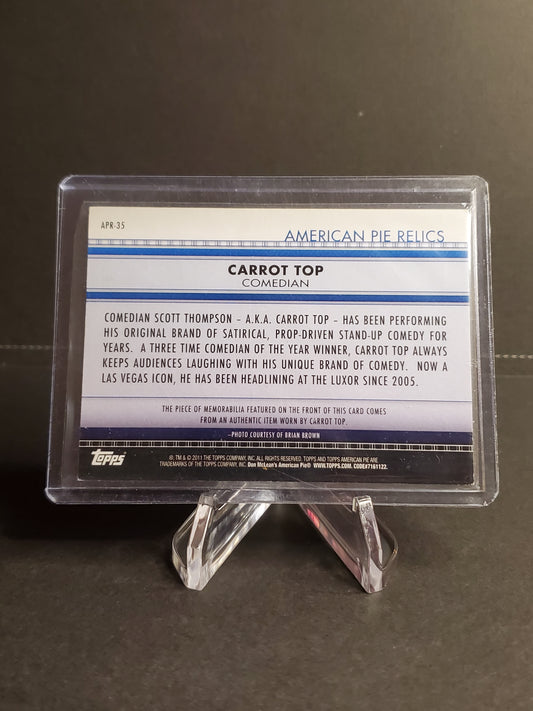 APR-35
AMERICAN PIE RELICS
CARROT TOP
COMEDIAN
COMEDIAN SCOTT THOMPSON – A.K.A. CARROT TOP – HAS BEEN PERFORMING
HIS ORIGINAL BRAND OF SATIRICAL, PROP-DRIVEN STAND-UP COMEDY FOR
YEARS. A THREE TIME COMEDIAN OF THE YEAR WINNER, CARROT TOP ALWAYS
KEEPS AUDIENCES LAUGHING WITH HIS UNIQUE BRAND OF COMEDY. NOW A
LAS VEGAS ICON, HE HAS BEEN HEADLINING AT THE LUXOR SINCE 2005.
THE PIECE OF MEMORABILIA FEATURED ON THE FRONT OF THIS CARD COMES
FROM AN AUTHENTIC ITEM WORN BY CARROT TOP.
–PHOTO COURTESY OF BRIAN BROWN
Topps
®, TM & © 2011 THE TOPPS COMPANY, INC. ALL RIGHTS RESERVED. TOPPS AND TOPPS AMERICAN PIE ARE
TRADEMARKS OF THE TOPPS COMPANY, INC. Don McLean's American Pie® WWW.TOPPS.COM. CODE#7161122.